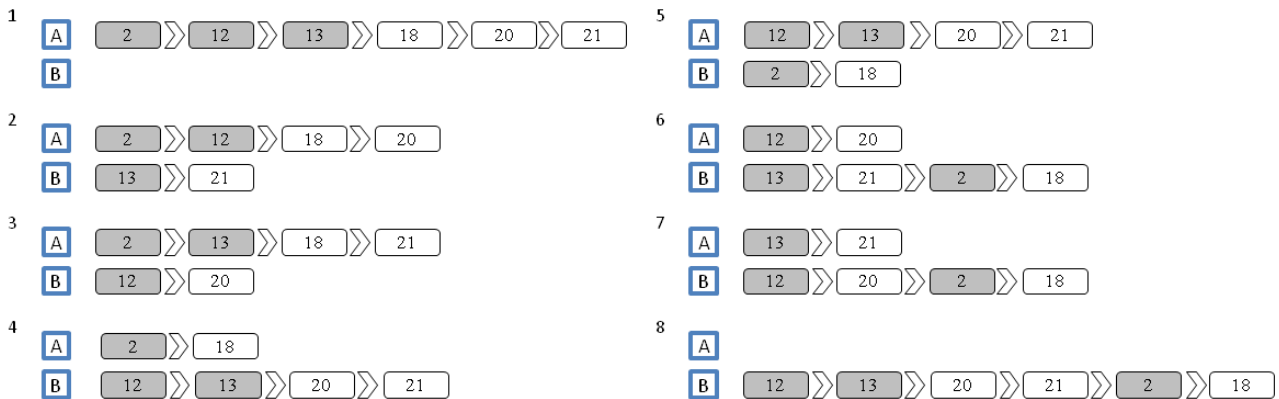 1
A 2 12 13 18 20 21
B
2
A 2 12 18 20
B 13 21
3
A 2 13 18 21
B 12 20
4
A 2 18
B 12 13 20 21
5
A 12 13 20 21
B 2 18
6
A 12 20
B 13 21 2 18
7
A 13 21
B 12 20 2 18
8
A
B 12 13 20 21 2 18